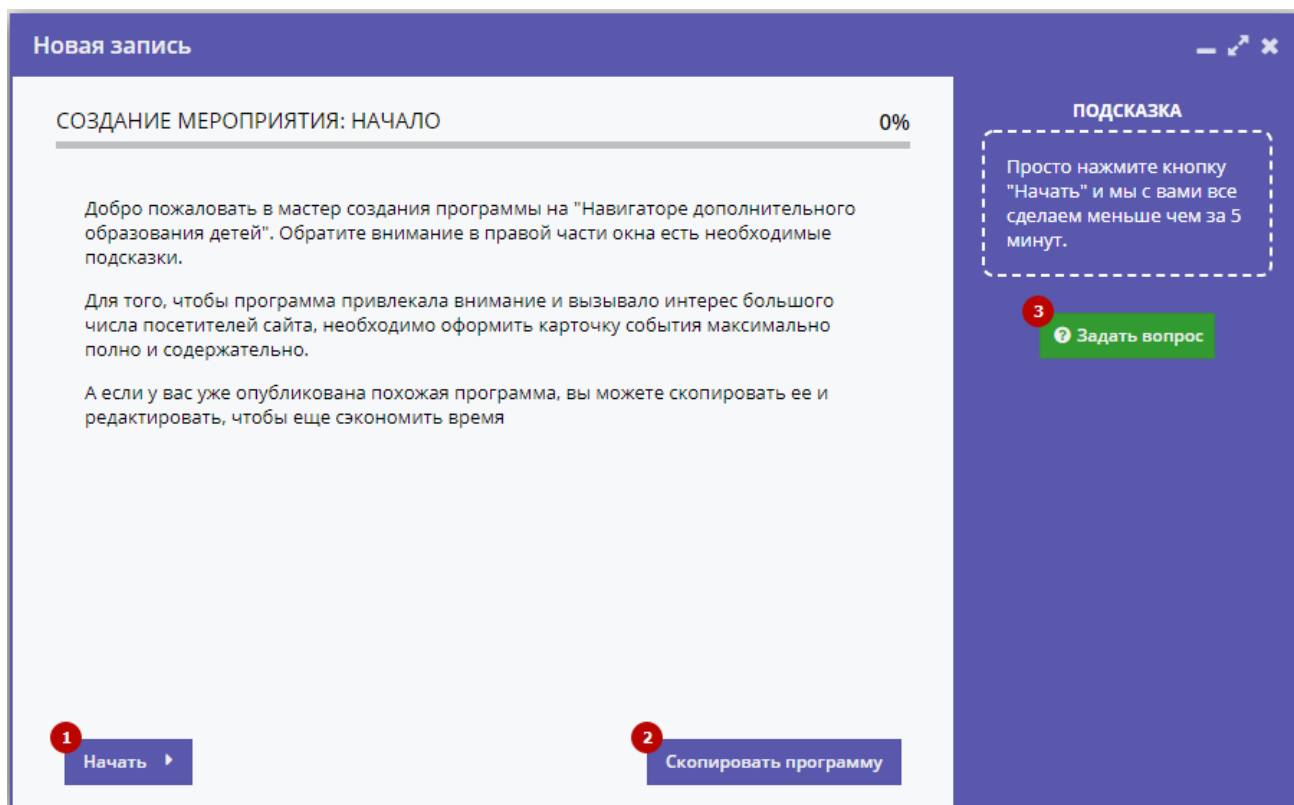 Новая запись
СОЗДАНИЕ МЕРОПРИЯТИЯ: НАЧАЛО
0%
Добро пожаловать в мастер создания программы на "Навигаторе дополнительного
образования детей". Обратите внимание в правой части окна есть необходимые
подсказки.
Для того, чтобы программа привлекала внимание и вызывало интерес большого
числа посетителей сайта, необходимо оформить карточку события максимально
полно и содержательно.
А если у вас уже опубликована похожая программа, вы можете скопировать ее и
редактировать, чтобы еще сэкономить время
1
Начать
2
Скопировать программу
ПОДСКАЗКА
Просто нажмите кнопку
"Начать" и мы с вами все
сделаем меньше чем за 5
минут.
3
Задать вопрос